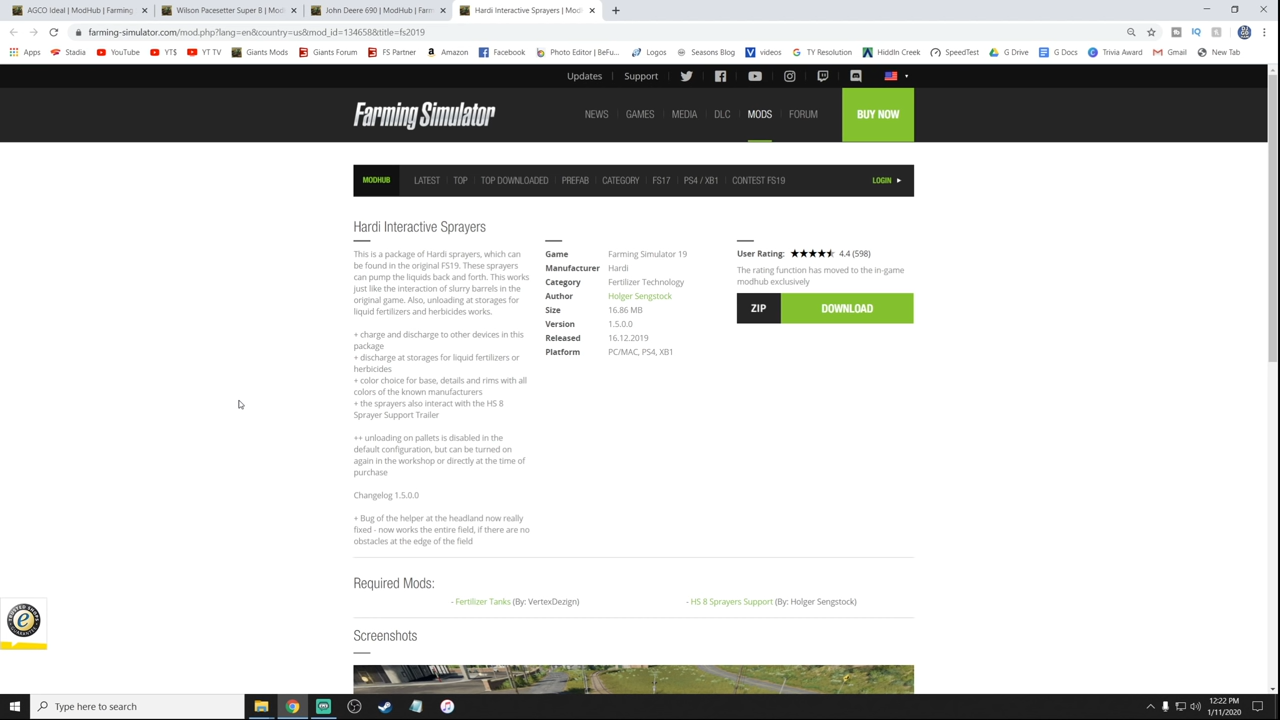 AGCO Ideal | ModHub | Farming
Wilson Pacesetter Super B | Mod
John Deere 690 | ModHub | Farm
Hardi Interactive Sprayers | Mod
farming-simulator.com/mod.php?lang=en&country=us&mod_id=134658&title=fs2019
Apps Stadia YouTube YT$ YT TV Giants Mods Giants Forum FS Partner Amazon Facebook Photo Editor | BeFu... Logos Seasons Blog videos TY Resolution HiddIn Creek SpeedTest G Drive G Docs Trivia Award Gmail New Tab
Updates Support
Farming Simulator
NEWS GAMES MEDIA DLC MODS FORUM BUY NOW
MODHUB LATEST TOP TOP DOWNLOADED PREFAB CATEGORY FS17 PS4 / XB1 CONTEST FS19 LOGIN
Hardi Interactive Sprayers
This is a package of Hardi sprayers, which can
be found in the original FS19. These sprayers
can pump the liquids back and forth. This works
just like the interaction of slurry barrels in the
original game. Also, unloading at storages for
liquid fertilizers and herbicides works.
+ charge and discharge to other devices in this
package
+ discharge at storages for liquid fertilizers or
herbicides
+ color choice for base, details and rims with all
colors of the known manufacturers
+ the sprayers also interact with the HS 8
Sprayer Support Trailer
++ unloading on pallets is disabled in the
default configuration, but can be turned on
again in the workshop or directly at the time of
purchase
Changelog 1.5.0.0
+ Bug of the helper at the headland now really
fixed - now works the entire field, if there are no
obstacles at the edge of the field
Game Farming Simulator 19
Manufacturer Hardi
Category Fertilizer Technology
Author Holger Sengstock
Size 16.86 MB
Version 1.5.0.0
Released 16.12.2019
Platform PC/MAC, PS4, XB1
User Rating: 4.4 (598)
The rating function has moved to the in-game
modhub exclusively
ZIP DOWNLOAD
Required Mods:
- Fertilizer Tanks (By: VertexDezign)
- HS 8 Sprayers Support (By: Holger Sengstock)
Screenshots
Type here to search
12:22 PM
1/11/2020